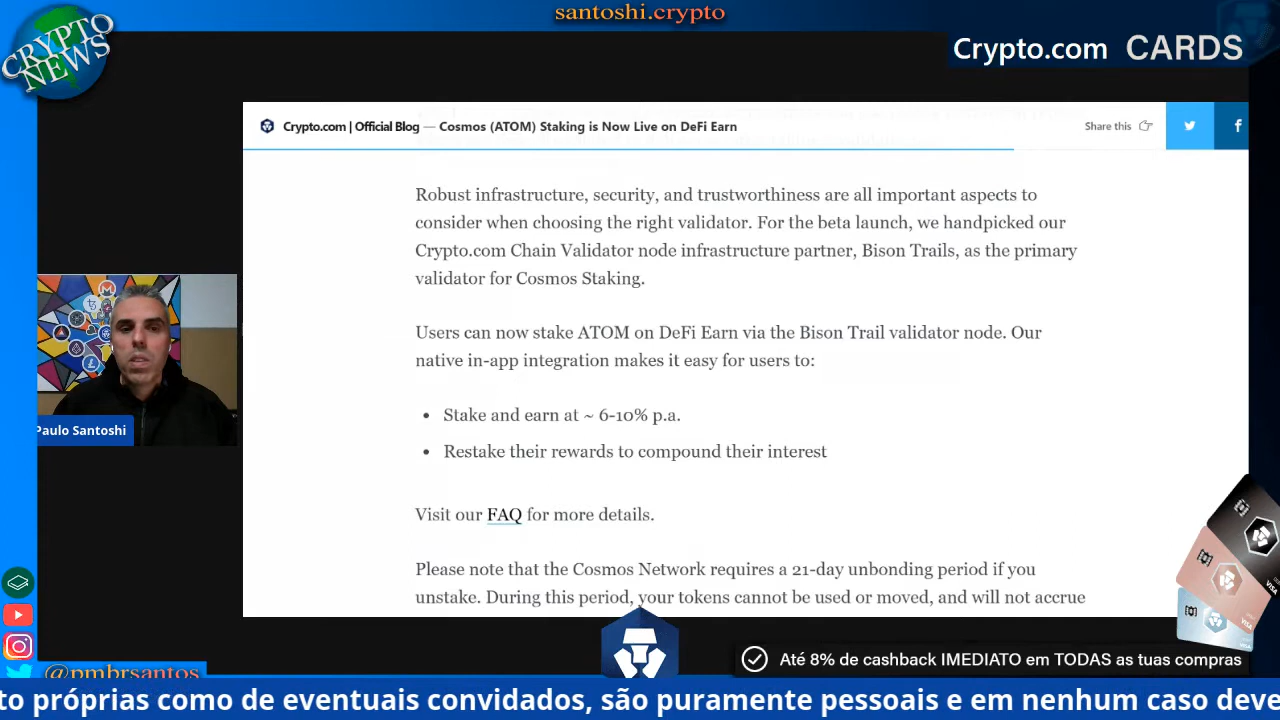 santoshi.crypto
CRYPTO
NEWS
Crypto.com CARDS
Crypto.com | Official Blog — Cosmos (ATOM) Staking is Now Live on DeFi Earn
Share this
Robust infrastructure, security, and trustworthiness are all important aspects to
consider when choosing the right validator. For the beta launch, we handpicked our
Crypto.com Chain Validator node infrastructure partner, Bison Trails, as the primary
validator for Cosmos Staking.
Users can now stake ATOM on DeFi Earn via the Bison Trail validator node. Our
native in-app integration makes it easy for users to:
• Stake and earn at ~ 6-10% p.a.
• Restake their rewards to compound their interest
Visit our FAQ for more details.
Please note that the Cosmos Network requires a 21-day unbonding period if you
unstake. During this period, your tokens cannot be used or moved, and will not accrue
Paulo Santoshi
VISA
VISA
VISA
@pmbrsantos
Até 8% de cashback IMEDIATO em TODAS as tuas compras
to próprias como de eventuais convidados, são puramente pessoais e em nenhum caso deve